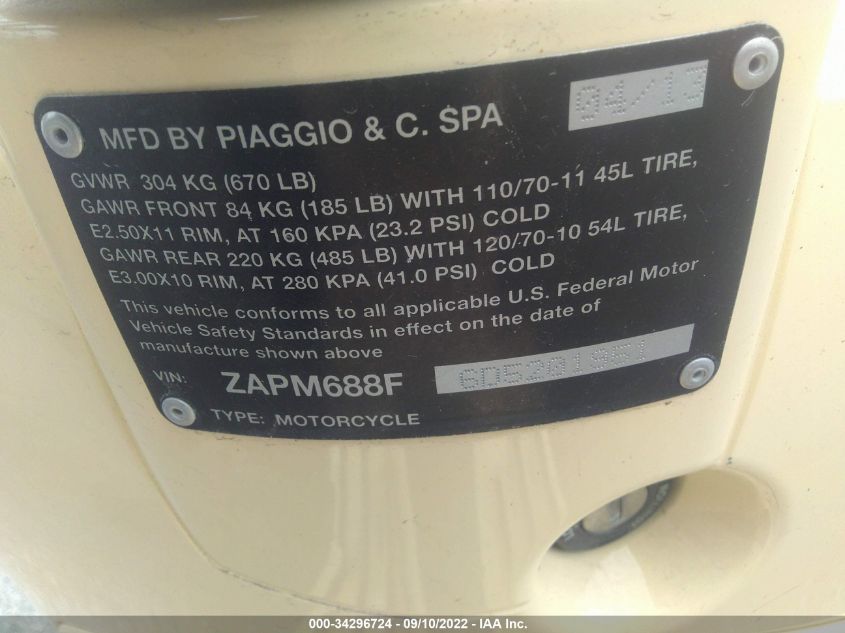 04/13
MFD BY PIAGGIO & C. SPA
GVWR 304 KG (670 LB)
GAWR FRONT 84 KG (185 LB) WITH 110/70-11 45L TIRE,
E2.50X11 RIM, AT 160 KPA (23.2 PSI) COLD
GAWR REAR 220 KG (485 LB) WITH 120/70-10 54L TIRE,
E3.00X10 RIM, AT 280 KPA (41.0 PSI) COLD
This vehicle conforms to all applicable U.S. Federal Motor
Vehicle Safety Standards in effect on the date of
manufacture shown above
VIN: ZAPM688F 6D5201961
TYPE: MOTORCYCLE
000-34296724 - 09/10/2022 - IAA Inc.